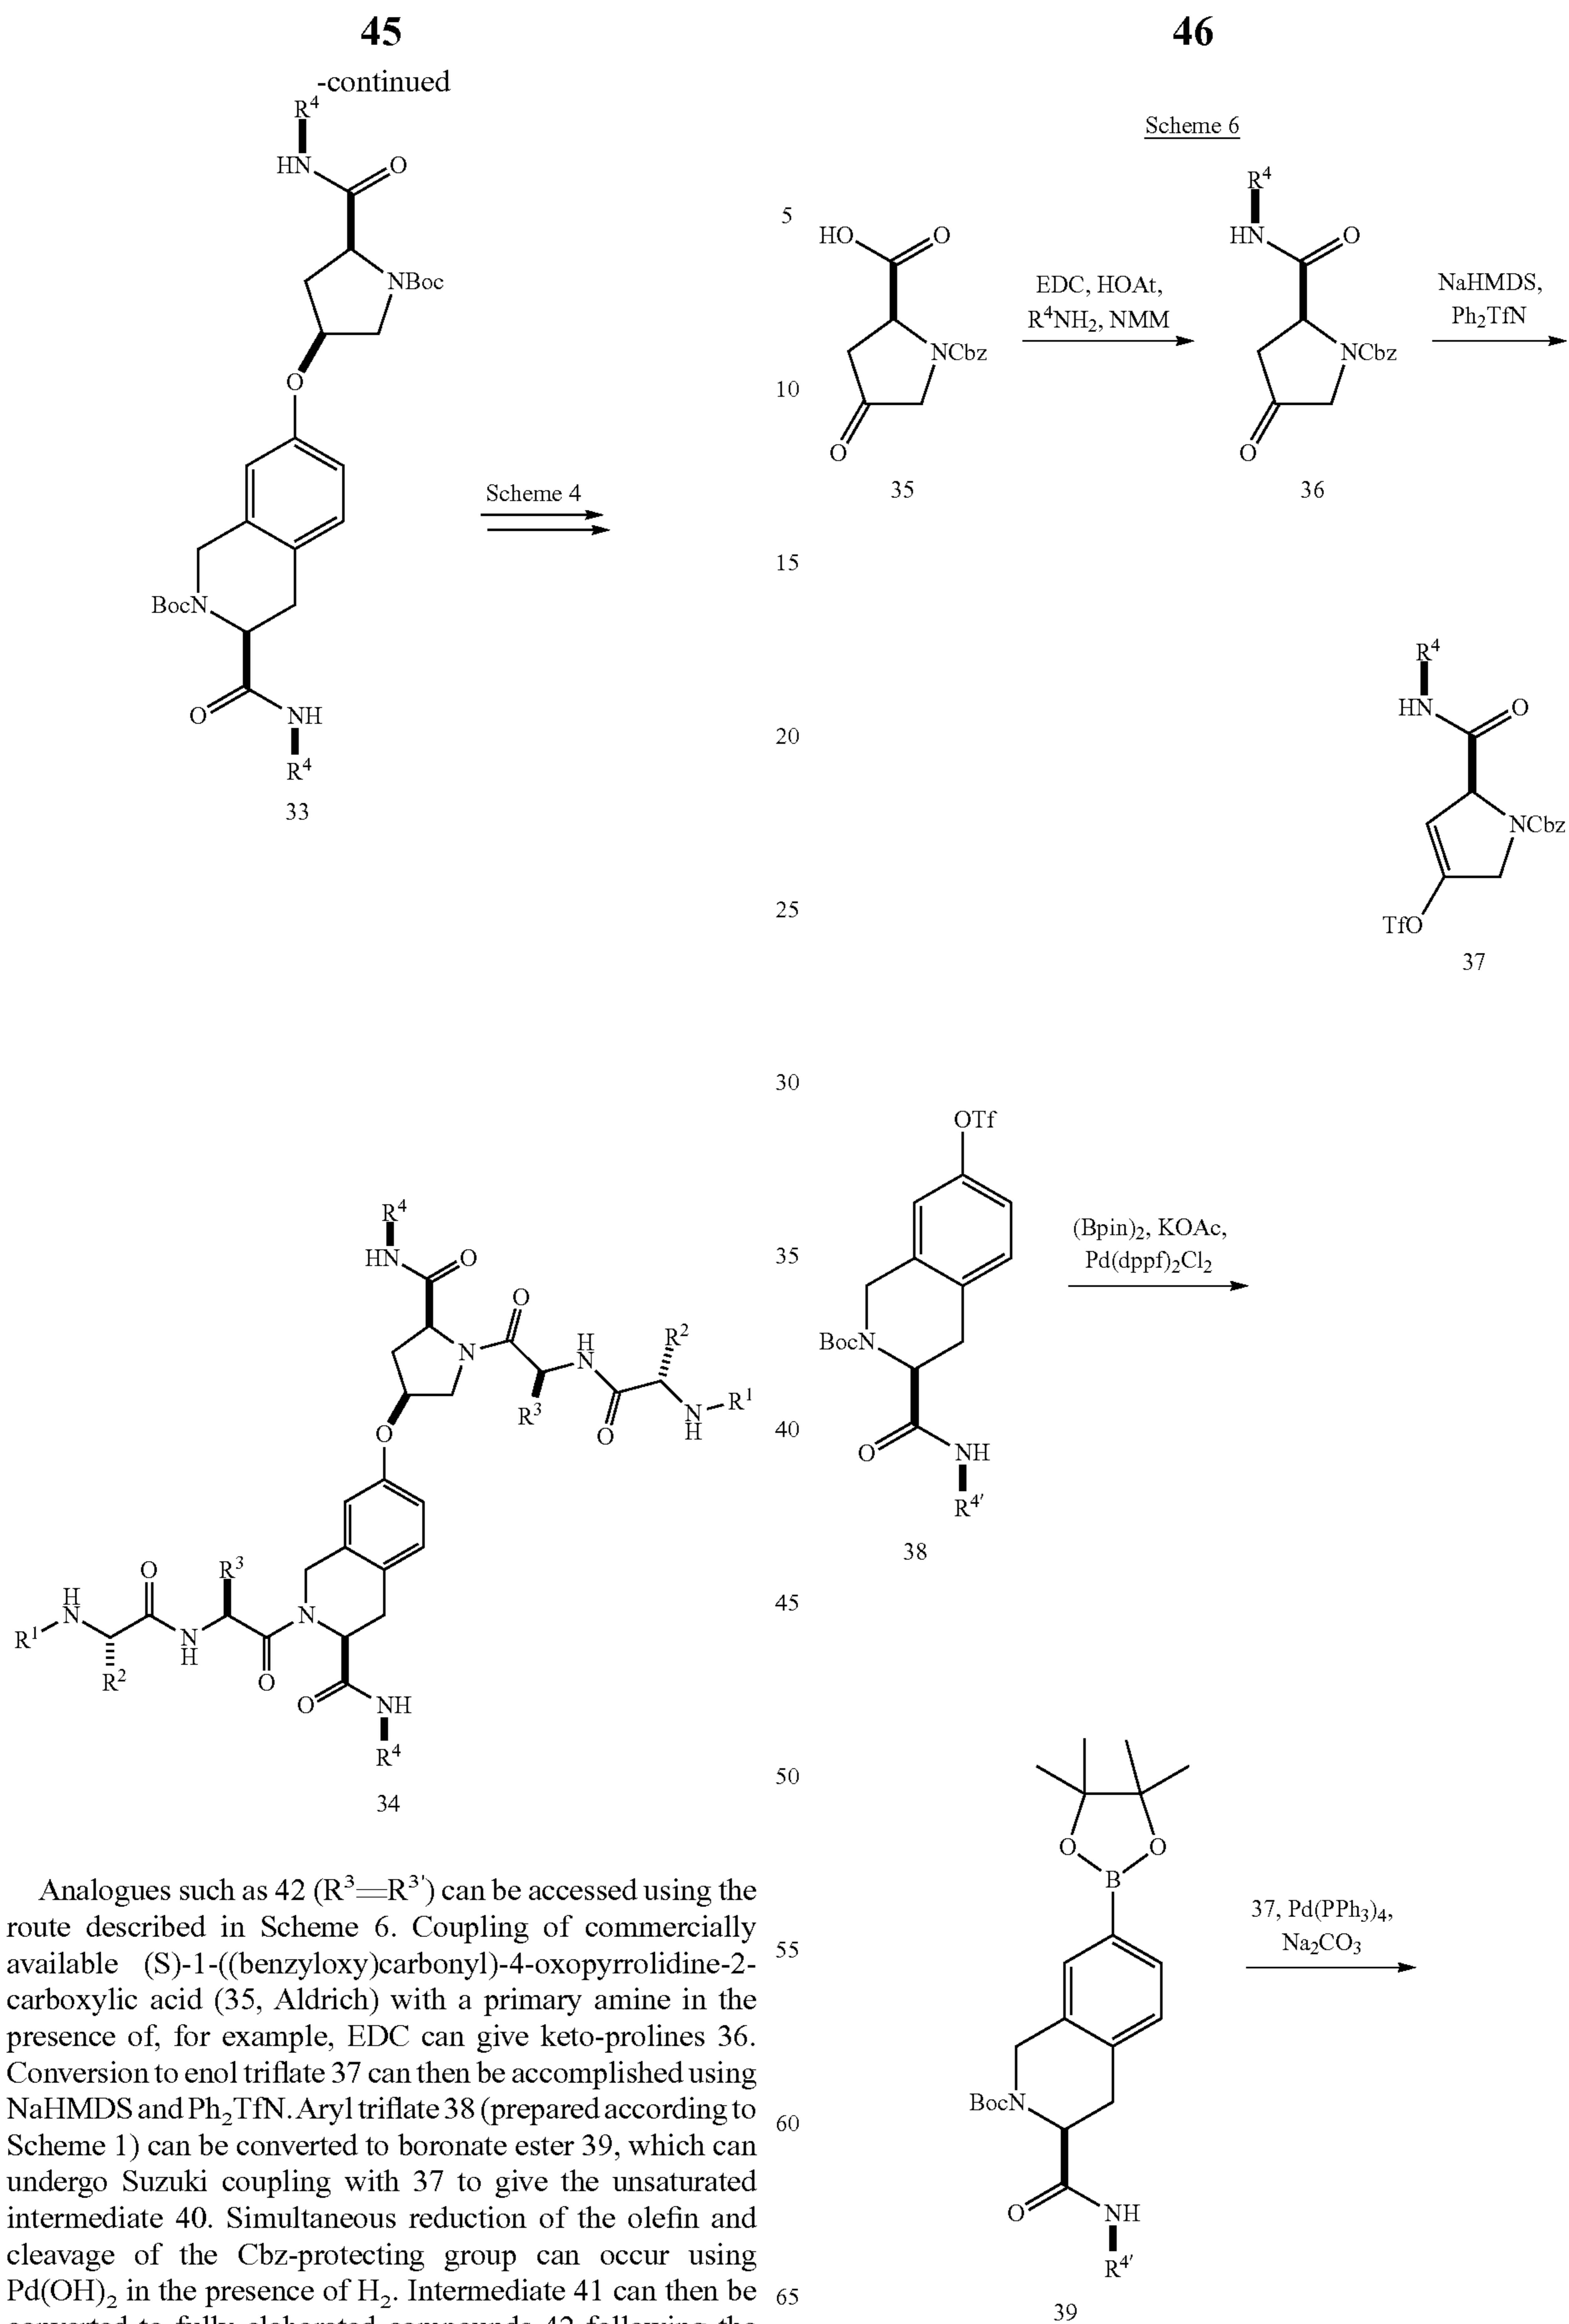 45
-continued
R4
HN
O
NBoc
O
BocN
O
NH
R4
33
Scheme 4
R4
HN
O
O
N
H
N
R2
R3
O
N
H
R1
O
H
N
O
R3
R1
R2
N
H
O
N
O
NH
R4
34
Analogues such as 42 (R3═R3') can be accessed using the
route described in Scheme 6. Coupling of commercially
available (S)-1-((benzyloxy)carbonyl)-4-oxopyrrolidine-2-
carboxylic acid (35, Aldrich) with a primary amine in the
presence of, for example, EDC can give keto-prolines 36.
Conversion to enol triflate 37 can then be accomplished using
NaHMDS and Ph2TfN. Aryl triflate 38 (prepared according to
Scheme 1) can be converted to boronate ester 39, which can
undergo Suzuki coupling with 37 to give the unsaturated
intermediate 40. Simultaneous reduction of the olefin and
cleavage of the Cbz-protecting group can occur using
Pd(OH)2 in the presence of H2. Intermediate 41 can then be
converted to fully elaborated compounds 42 following the
5
10
15
20
25
30
35
40
45
50
55
60
65
46
Scheme 6
HO
O
NCbz
O
35
EDC, HOAt,
R4NH2, NMM
R4
HN
O
NCbz
O
36
NaHMDS,
Ph2TfN
R4
HN
O
NCbz
TfO
37
OTf
BocN
O
NH
R4'
38
(Bpin)2, KOAc,
Pd(dppf)2Cl2
O
O
B
BocN
O
NH
R4'
39
37, Pd(PPh3)4,
Na2CO3